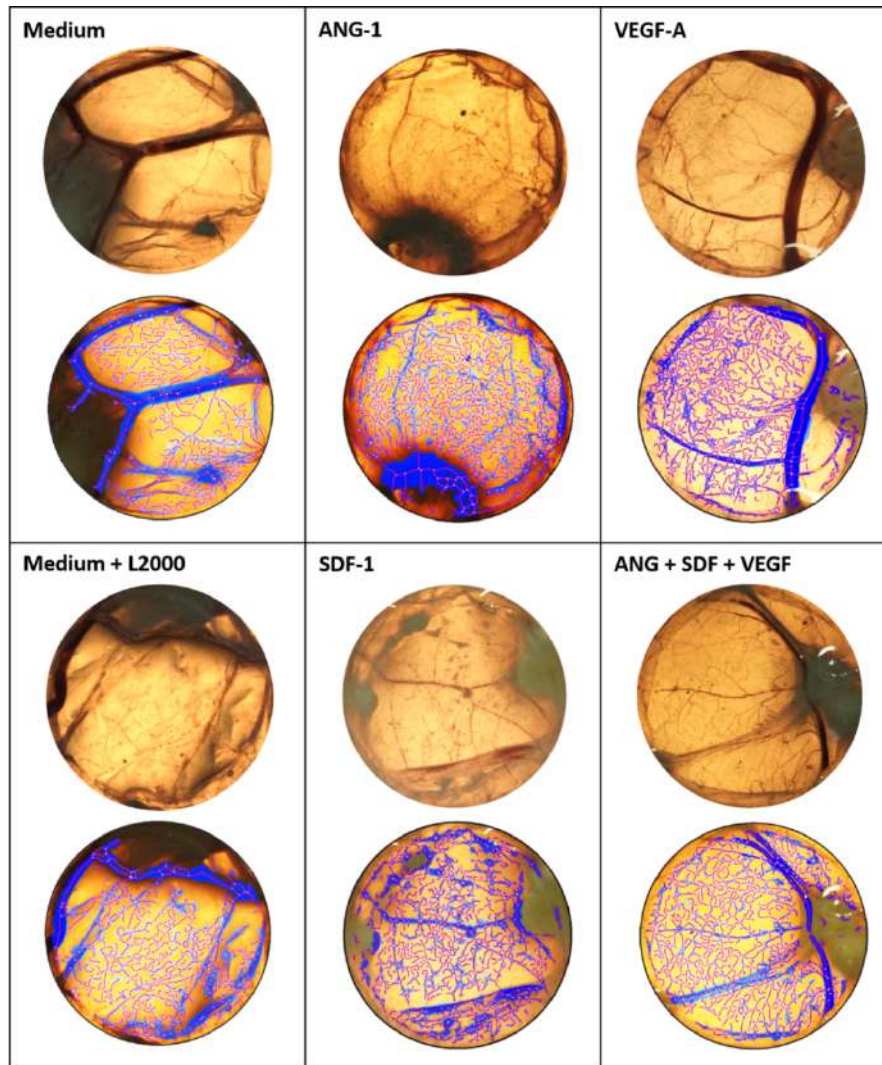 Medium
ANG-1
VEGF-A
Medium + L2000
SDF-1
ANG + SDF + VEGF